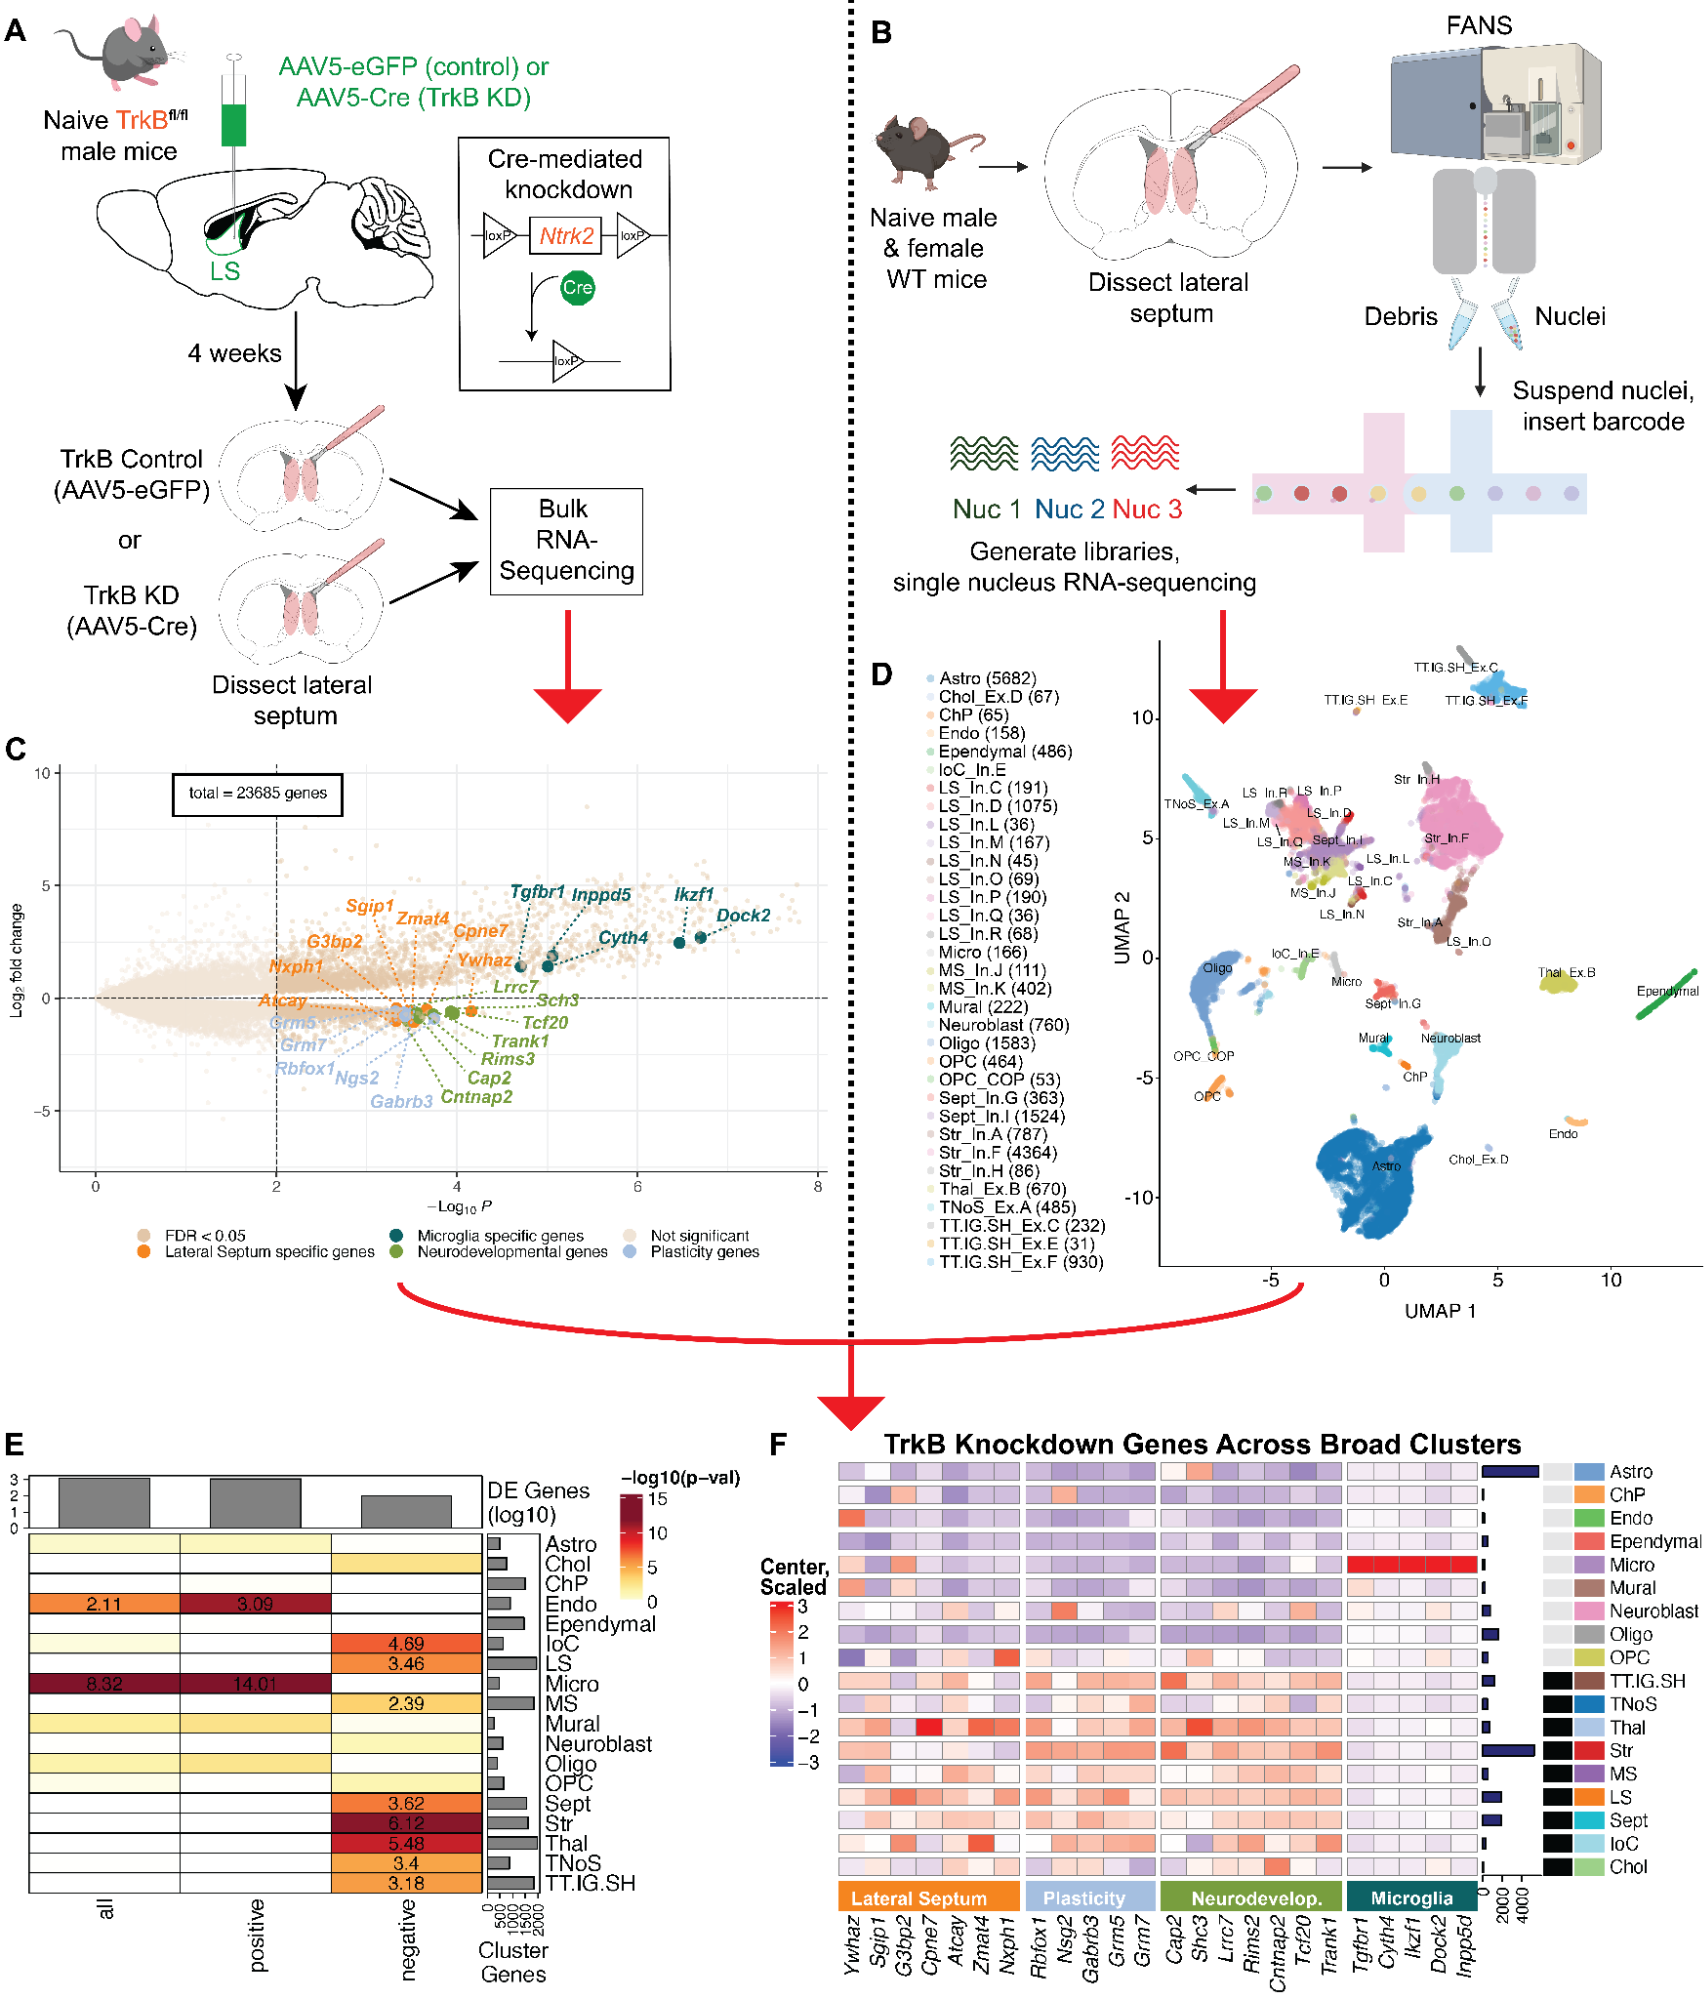 A
AAV5-eGFP (control) or
AAV5-Cre (TrkB KD)
Naive TrkBfl/fl
male mice
LS
Cre-mediated
knockdown
loxP
Ntrk2
loxP
Cre
loxP
4 weeks
TrkB Control
(AAV5-eGFP)
or
TrkB KD
(AAV5-Cre)
Dissect lateral
septum
Bulk
RNA-
Sequencing
B
FANS
Naive male
& female
WT mice
Dissect lateral
septum
Debris
Nuclei
Suspend nuclei,
insert barcode
Nuc 1 Nuc 2 Nuc 3
Generate libraries,
single nucleus RNA-sequencing
C
total = 23685 genes
Log2 fold change
10
5
0
−5
Tgfbr1
Inppd5
Ikzf1
Dock2
Cyth4
Sgip1
Zmat4
G3bp2
Cpne7
Nxph1
Ywhaz
Atcay
Lrrc7
Sch3
Grm5
Tcf20
Grm7
Trank1
Rbfox1
Rims3
Ngs2
Cap2
Gabrb3
Cntnap2
0 2 4 6 8
−Log10 P
FDR < 0.05
Microglia specific genes
Not significant
Lateral Septum specific genes
Neurodevelopmental genes
Plasticity genes
D
Astro (5682)
Chol_Ex.D (67)
ChP (65)
Endo (158)
Ependymal (486)
IoC_In.E
LS_In.C (191)
LS_In.D (1075)
LS_In.L (36)
LS_In.M (167)
LS_In.N (45)
LS_In.O (69)
LS_In.P (190)
LS_In.Q (36)
LS_In.R (68)
Micro (166)
MS_In.J (111)
MS_In.K (402)
Mural (222)
Neuroblast (760)
Oligo (1583)
OPC (464)
OPC_COP (53)
Sept_In.G (363)
Sept_In.I (1524)
Str_In.A (787)
Str_In.F (4364)
Str_In.H (86)
Thal_Ex.B (670)
TNoS_Ex.A (485)
TT.IG.SH_Ex.C (232)
TT.IG.SH_Ex.E (31)
TT.IG.SH_Ex.F (930)
UMAP 2
10
5
0
-5
-10
TT.IG.SH_Ex.C
TT.IG.SH_Ex.E
TT.IG.SH_Ex.F
Str_In.H
TNoS_Ex.A
LS_In.R
LS_In.P
LS_In.M
LS_In.D
LS_In.Q
Sept_In.I
Str_In.F
MS_In.K
LS_In.L
MS_In.J
LS_In.C
LS_In.N
Str_In.A
LS_In.O
Oligo
IoC_In.E
Micro
Thal_Ex.B
Ependymal
Sept_In.G
Mural
Neuroblast
OPC_COP
ChP
OPC
Endo
Astro
Chol_Ex.D
-5 0 5 10
UMAP 1
E
3
2
1
0
DE Genes
(log10)
−log10(p−val)
15
10
5
0
Astro
Chol
ChP
Endo
Ependymal
IoC
LS
Micro
MS
Mural
Neuroblast
Oligo
OPC
Sept
Str
Thal
TNoS
TT.IG.SH
2.11 3.09
4.69
3.46
8.32 14.01
2.39
3.62
6.12
5.48
3.4
3.18
all
positive
negative
0
500
1000
1500
2000
Cluster
Genes
F
TrkB Knockdown Genes Across Broad Clusters
Center,
Scaled
3
2
1
0
−1
−2
−3
Astro
ChP
Endo
Ependymal
Micro
Mural
Neuroblast
Oligo
OPC
TT.IG.SH
TNoS
Thal
Str
MS
LS
Sept
IoC
Chol
0
2000
4000
Lateral Septum
Plasticity
Neurodevelop.
Microglia
Ywhaz
Sgip1
G3bp2
Cpne7
Atcay
Zmat4
Nxph1
Rbfox1
Nsg2
Gabrb3
Grm5
Grm7
Cap2
Shc3
Lrrc7
Rims2
Cntnap2
Tcf20
Trank1
Tgfbr1
Cyth4
Ikzf1
Dock2
Inpp5d